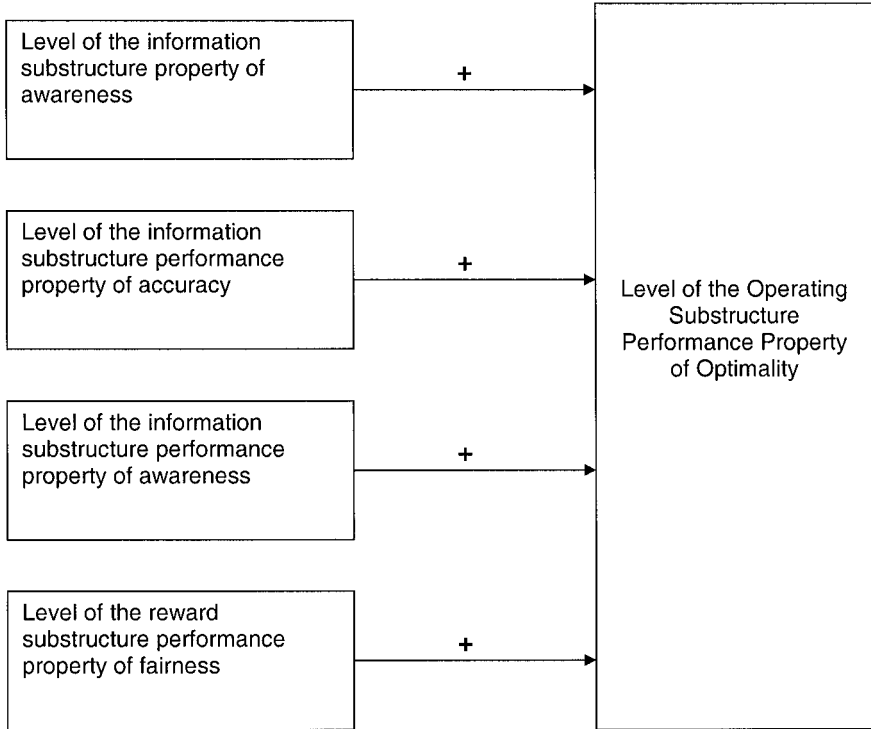 Level of the information
substructure property of
awareness
+
Level of the information
substructure performance
property of accuracy
+
Level of the information
substructure performance
property of awareness
+
Level of the reward
substructure performance
property of fairness
+
Level of the Operating
Substructure
Performance Property
of Optimality